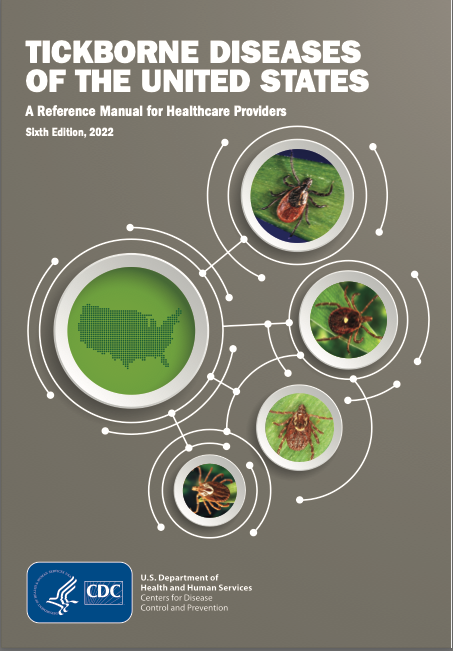 TICKBORNE DISEASES
OF THE UNITED STATES
A Reference Manual for Healthcare Providers
Sixth Edition, 2022
CDC
U.S. Department of
Health and Human Services
Centers for Disease
Control and Prevention